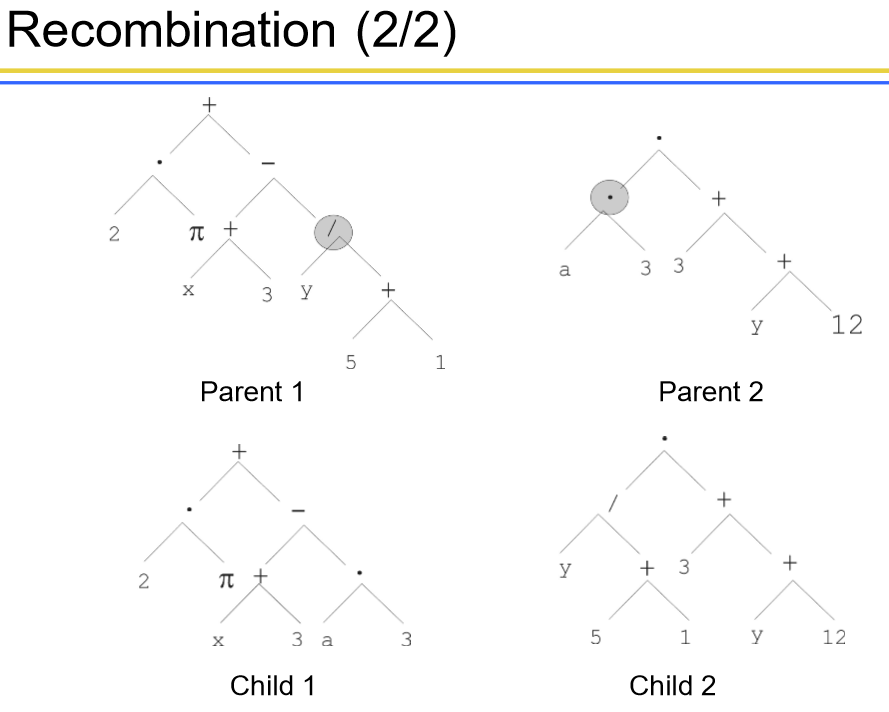 Recombination (2/2)
+
· −
2 π + /
x 3 y +
5 1
Parent 1
·
· +
a 3 3 +
y 12
Parent 2
+
· −
2 π + ·
x 3 a 3
Child 1
·
/ +
y + 3 +
5 1 y 12
Child 2